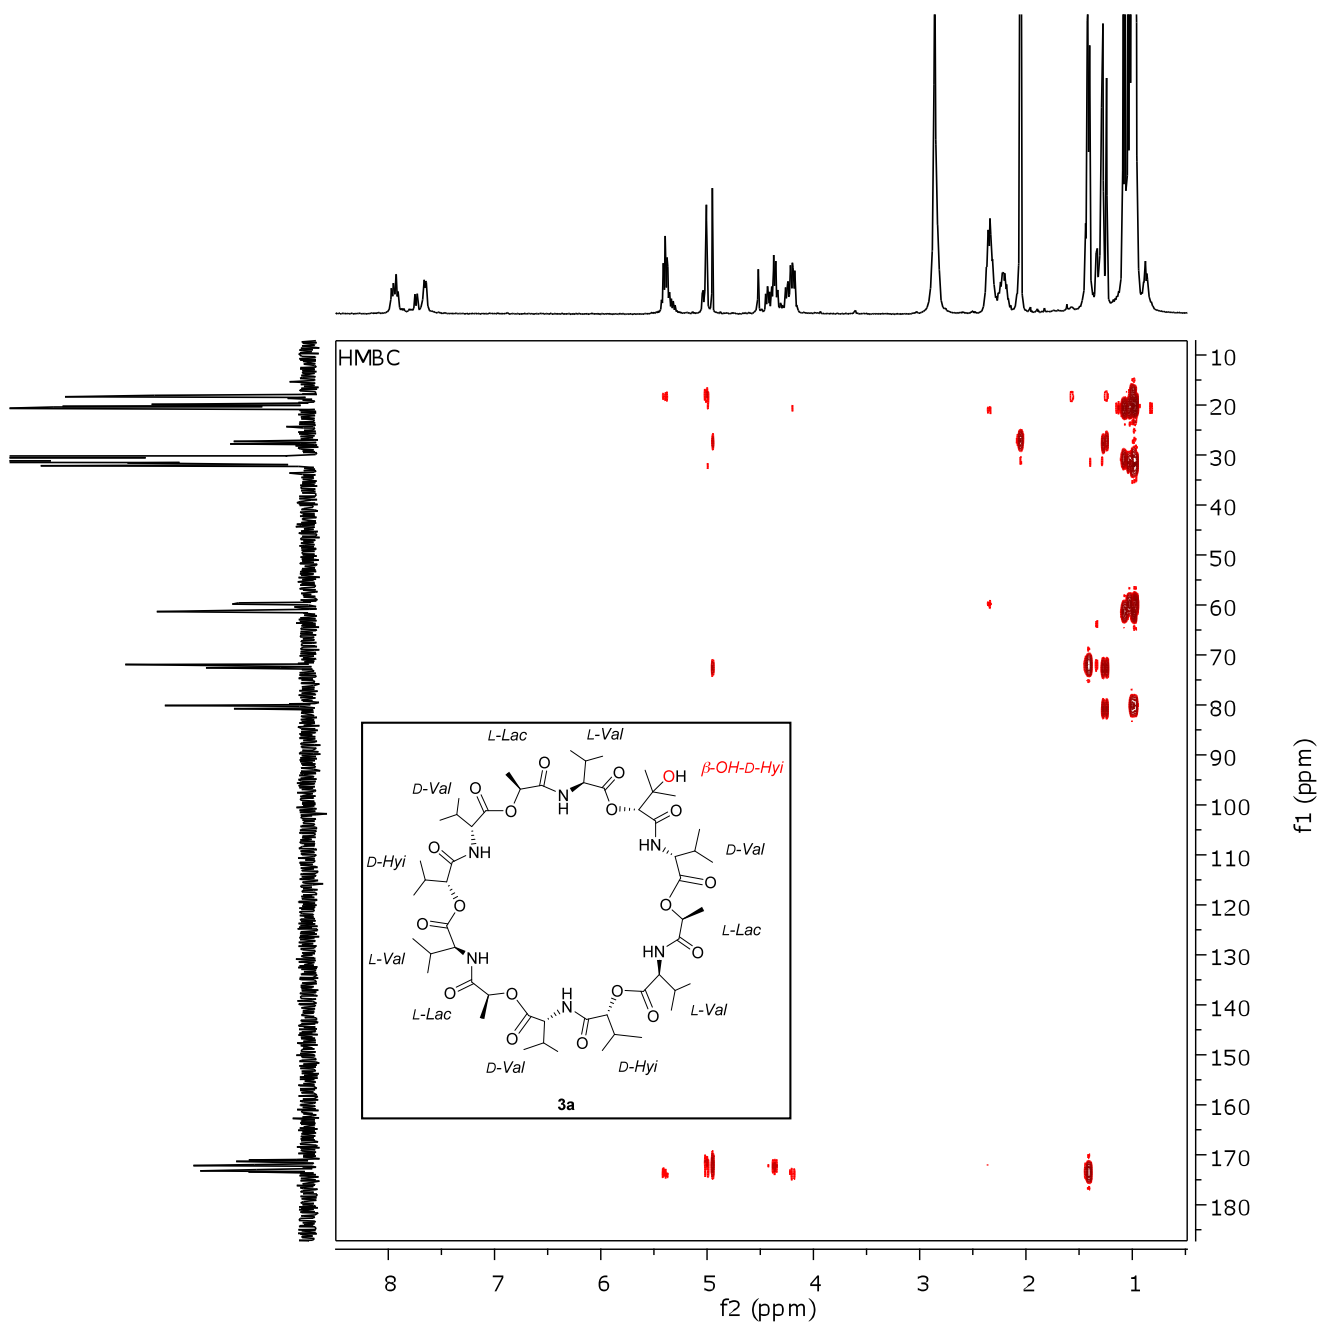 HMBC
10
20
30
40
50
60
70
80
90
100
110
120
130
140
150
160
170
180
f1 (ppm)
L-Lac
L-Val
β-OH-D-Hyi
D-Val
D-Hyi
D-Val
L-Lac
L-Val
L-Lac
L-Val
D-Val
D-Hyi
O
O
O
OH
O
O
N
H
O
O
O
NH
NH
O
O
O
O
O
O
NH
HN
O
O
O
O
H
N
O
O
O
O
3a
8
7
6
5
4
3
2
1
f2 (ppm)